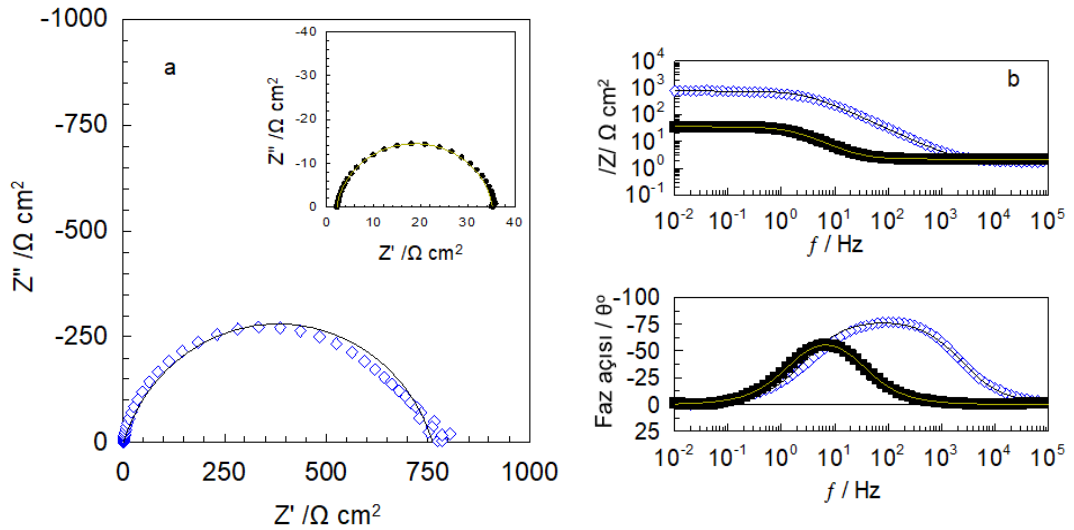 a
Z'' /Ω cm²
-1000
-750
-500
-250
0
0
250
500
750
1000
Z' /Ω cm²
Z'' /Ω cm²
-40
-30
-20
-10
0
0
10
20
30
40
Z' /Ω cm²
b
/Z/ Ω cm²
10⁴
10³
10²
10¹
10⁰
10⁻¹
10⁻² 10⁻¹ 10⁰ 10¹ 10² 10³ 10⁴ 10⁵
f / Hz
Faz açısı / θº
-100
-75
-50
-25
0
25
10⁻² 10⁻¹ 10⁰ 10¹ 10² 10³ 10⁴ 10⁵
f / Hz